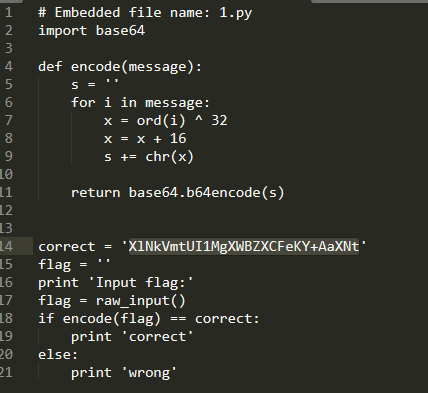 1 # Embedded file name: 1.py
2 import base64
3
4 def encode(message):
5     s = ''
6     for i in message:
7         x = ord(i) ^ 32
8         x = x + 16
9         s += chr(x)
10
11     return base64.b64encode(s)
12
13
14 correct = 'XlNkVmtUI1MgXWBZXCFeKY+AaXNt'
15 flag = ''
16 print 'Input flag:'
17 flag = raw_input()
18 if encode(flag) == correct:
19     print 'correct'
20 else:
21     print 'wrong'